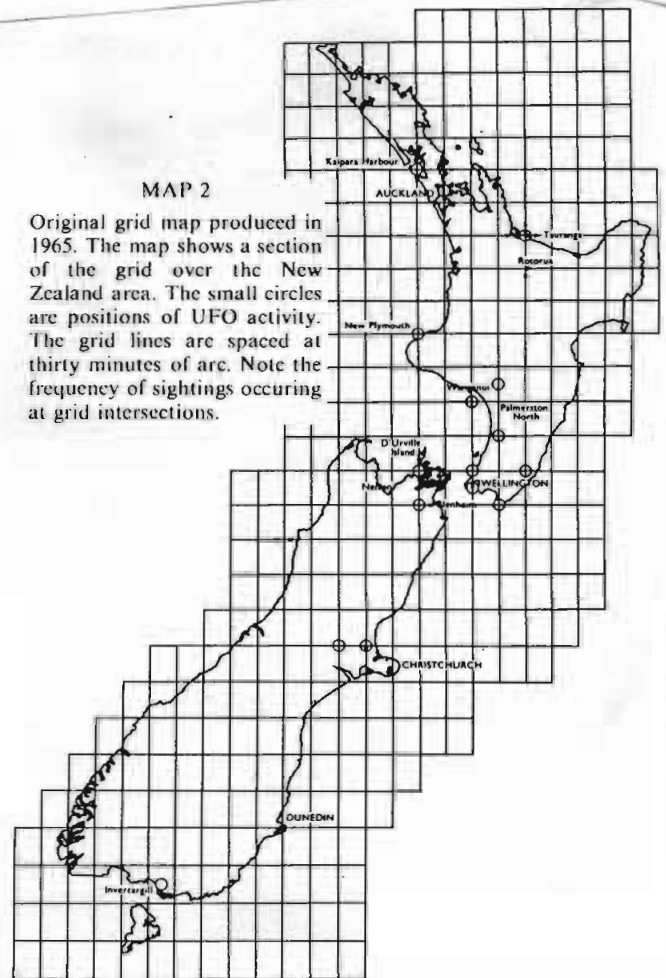 MAP 2
Original grid map produced in
1965. The map shows a section
of the grid over the New
Zealand area. The small circles
are positions of UFO activity.
The grid lines are spaced at
thirty minutes of arc. Note the
frequency of sightings occuring
at grid intersections.
Kaipara Harbour
AUCKLAND
Tauranga
Rotorua
New Plymouth
Wanganui
Palmerston
North
D'Urville
Island
Nelson
WELLINGTON
Blenheim
CHRISTCHURCH
DUNEDIN
Invercargill